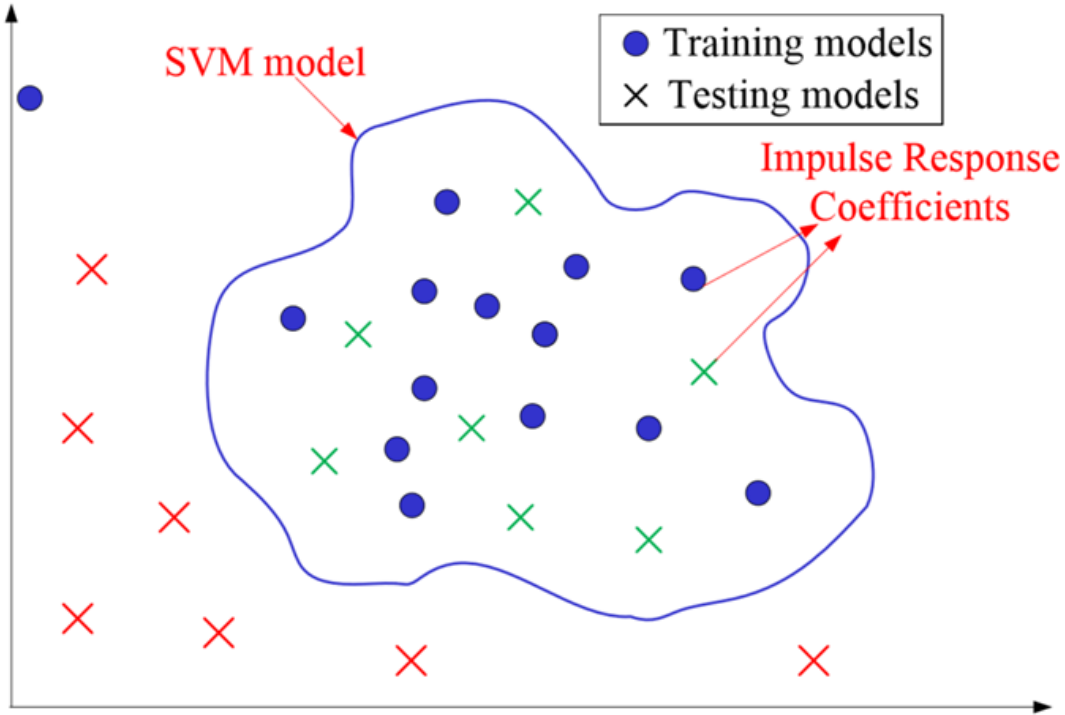 SVM model
Training models
Testing models
Impulse Response
Coefficients